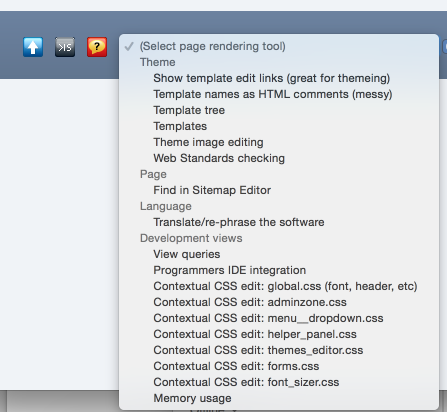 SK
?
(Select page rendering tool)
Theme
Show template edit links (great for themeing)
Template names as HTML comments (messy)
Template tree
Templates
Theme image editing
Web Standards checking
Page
Find in Sitemap Editor
Language
Translate/re-phrase the software
Development views
View queries
Programmers IDE integration
Contextual CSS edit: global.css (font, header, etc)
Contextual CSS edit: adminzone.css
Contextual CSS edit: menu__dropdown.css
Contextual CSS edit: helper_panel.css
Contextual CSS edit: themes_editor.css
Contextual CSS edit: forms.css
Contextual CSS edit: font_sizer.css
Memory usage